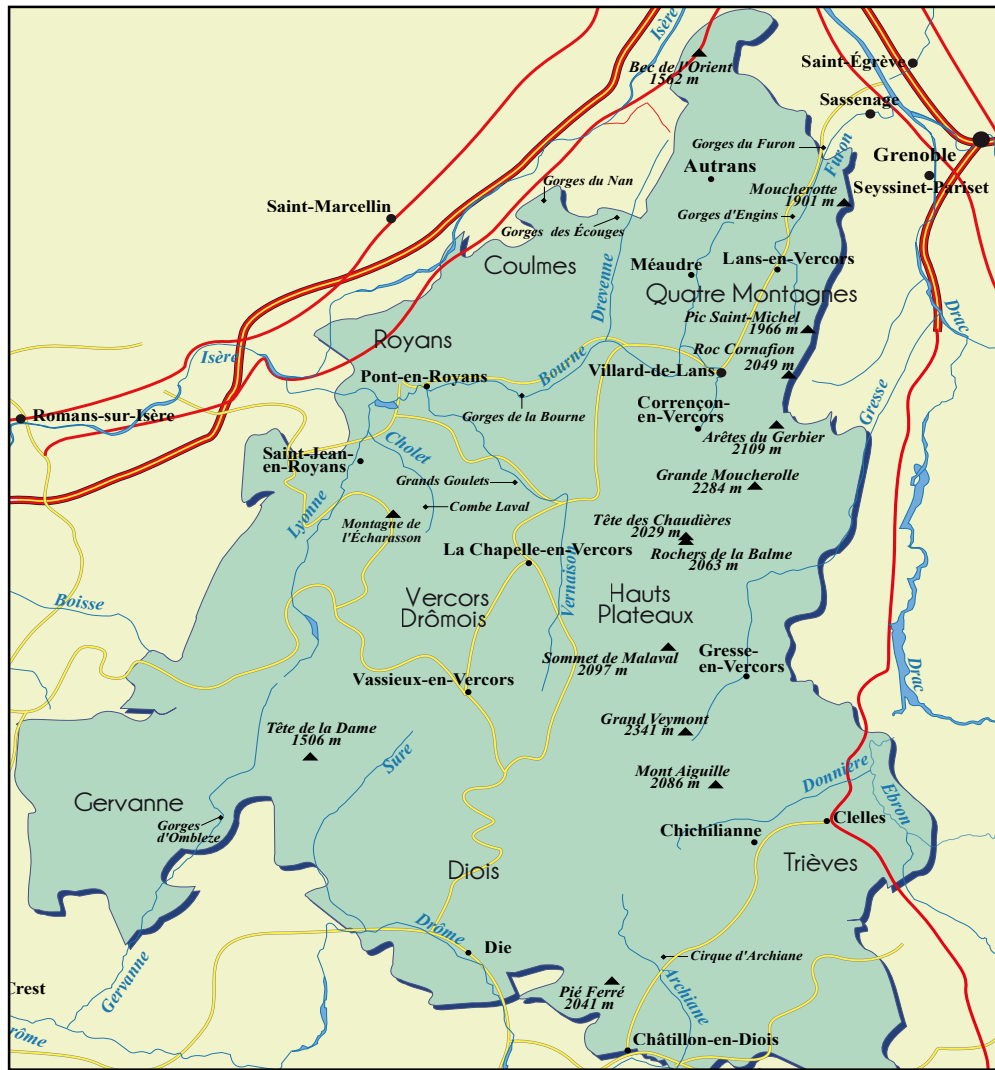 Isère
Bec de l'Orient
1562 m
Saint-Égrève
Sassenage
Gorges du Furon
Furon
Grenoble
Autrans
Seyssinet-Pariset
Gorges du Nan
Moucherotte
1901 m
Saint-Marcellin
Gorges des Écouges
Gorges d'Engins
Coulmes
Drevenne
Méaudre
Lans-en-Vercors
Quatre Montagnes
Drac
Pic Saint-Michel
1966 m
Royans
Roc Cornafion
2049 m
Isère
Bourne
Villard-de-Lans
Pont-en-Royans
Gresse
Romans-sur-Isère
Gorges de la Bourne
Corrençon-
en-Vercors
Arêtes du Gerbier
2109 m
Cholet
Saint-Jean-
en-Royans
Grands Goulets
Grande Moucherolle
2284 m
Lyonne
Combe Laval
Montagne de
l'Écharasson
Tête des Chaudières
2029 m
La Chapelle-en-Vercors
Rochers de la Balme
2063 m
Vernaison
Boisse
Vercors
Drômois
Hauts
Plateaux
Sommet de Malaval
2097 m
Gresse-
en-Vercors
Drac
Vassieux-en-Vercors
Grand Veymont
2341 m
Tête de la Dame
1506 m
Sure
Mont Aiguille
2086 m
Donnière
Ebron
Gervanne
Gorges
d'Ombleze
Clelles
Chichilianne
Trièves
Diois
Drôme
Die
Cirque d'Archiane
Gervanne
Crest
Pié Ferré
2041 m
Archiane
rôme
Châtillon-en-Diois